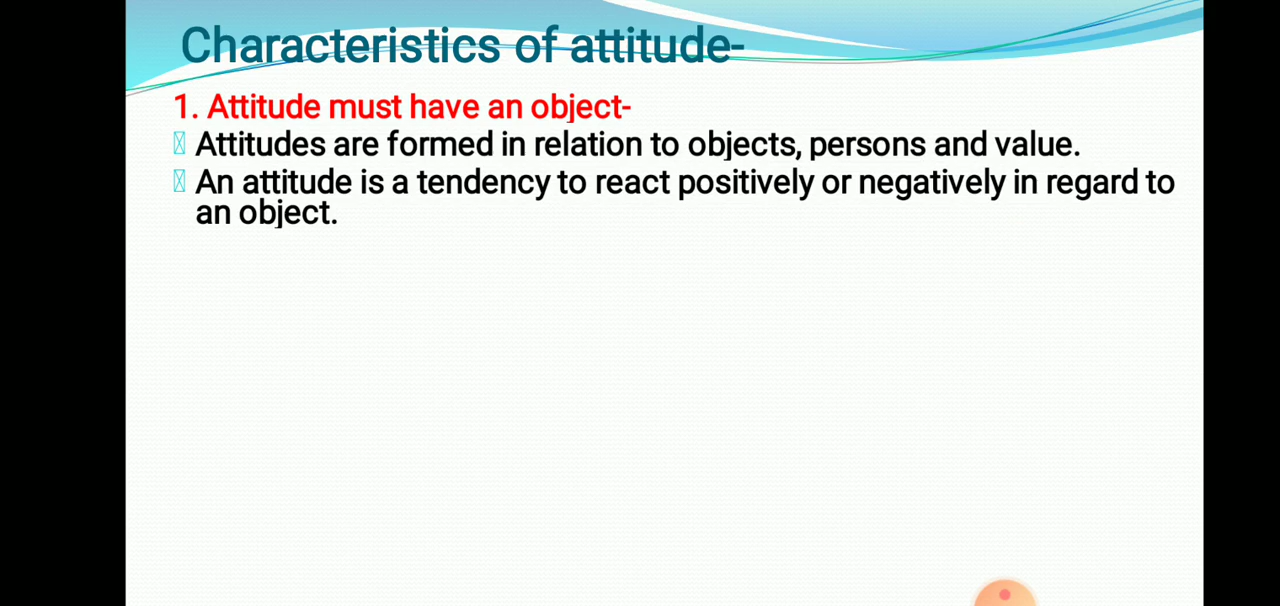 Characteristics of attitude-
1. Attitude must have an object-
Attitudes are formed in relation to objects, persons and value.
An attitude is a tendency to react positively or negatively in regard to
an object.